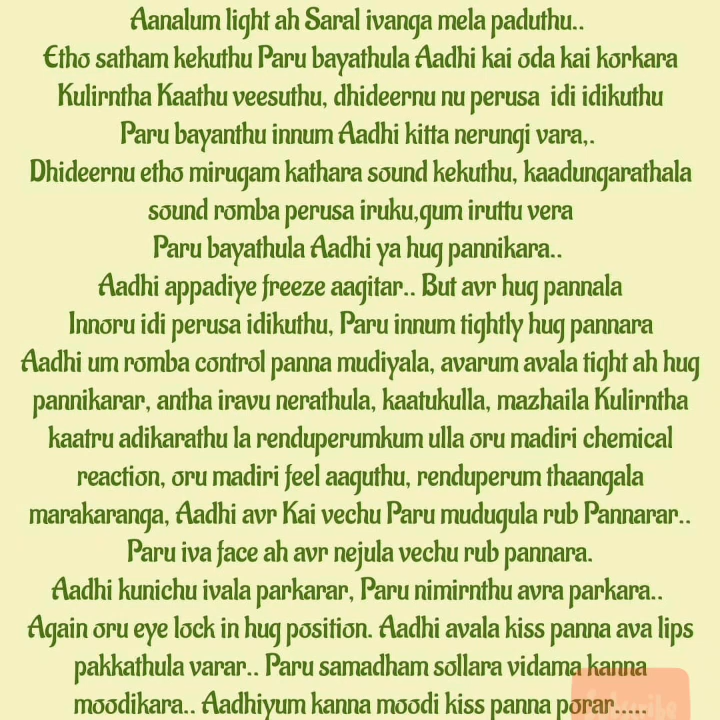 Aanalum light ah Saral ivanga mela paduthu..
Etho satham kekuthu Paru bayathula Aadhi kai oda kai korkara
Kulirntha Kaathu veesuthu, dhideernu nu perusa idi idikuthu
Paru bayanthu innum Aadhi kitta nerungi vara,.
Dhideernu etho mirugam kathara sound kekuthu, kaadungarathala
sound romba perusa iruku,gum iruttu vera
Paru bayathula Aadhi ya hug pannikara..
Aadhi appadiye freeze aagitar.. But avr hug pannala
Innoru idi perusa idikuthu, Paru innum tightly hug pannara
Aadhi um romba control panna mudiyala, avarum avala tight ah hug
pannikarar, antha iravu nerathula, kaatukulla, mazhaila Kulirntha
kaatru adikarathu la renduperumkum ulla oru madiri chemical
reaction, oru madiri feel aaguthu, renduperum thaangala
marakaranga, Aadhi avr Kai vechu Paru mudugula rub Pannarar..
Paru iva face ah avr nejula vechu rub pannara.
Aadhi kunichu ivala parkarar, Paru nimirnthu avra parkara..
Again oru eye lock in hug position. Aadhi avala kiss panna ava lips
pakkathula varar.. Paru samadham sollara vidama kanna
moodikara.. Aadhiyum kanna moodi kiss panna porar.....